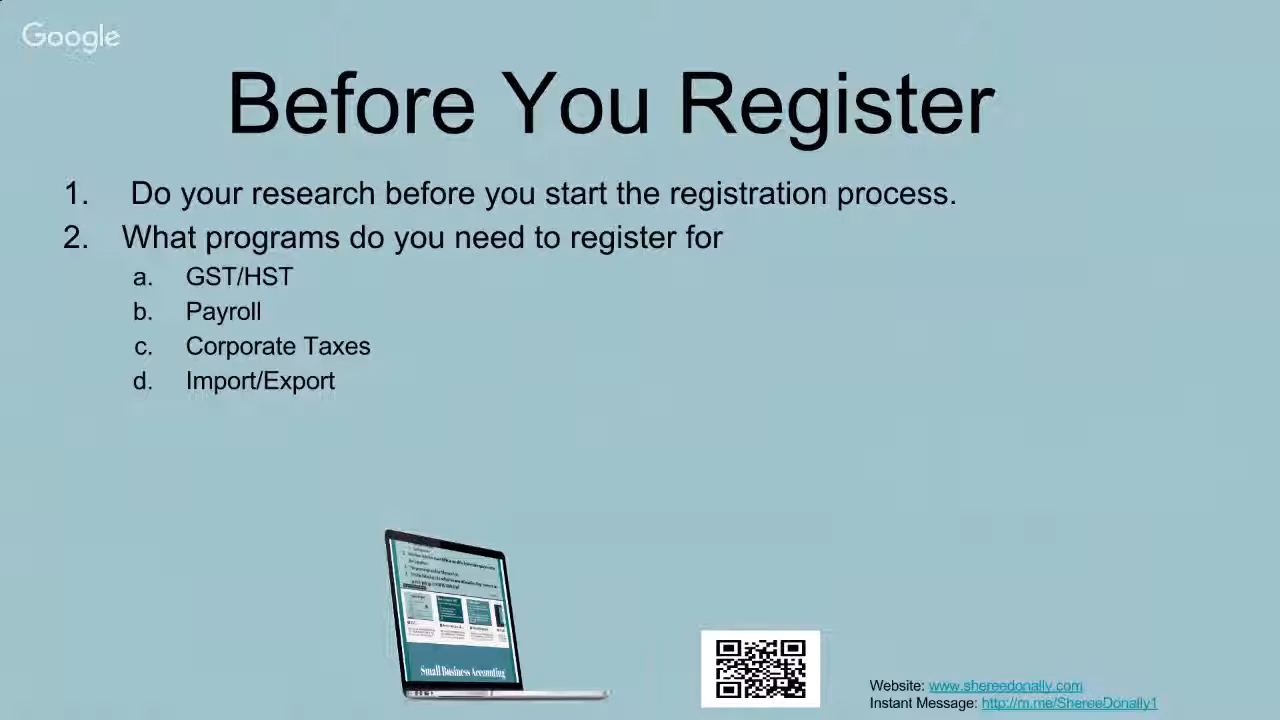 Google
Before You Register
1. Do your research before you start the registration process.
2. What programs do you need to register for
a. GST/HST
b. Payroll
c. Corporate Taxes
d. Import/Export
Small Business Accounting
Website: www.shereedonally.com
Instant Message: http://m.me/ShereeDonally1